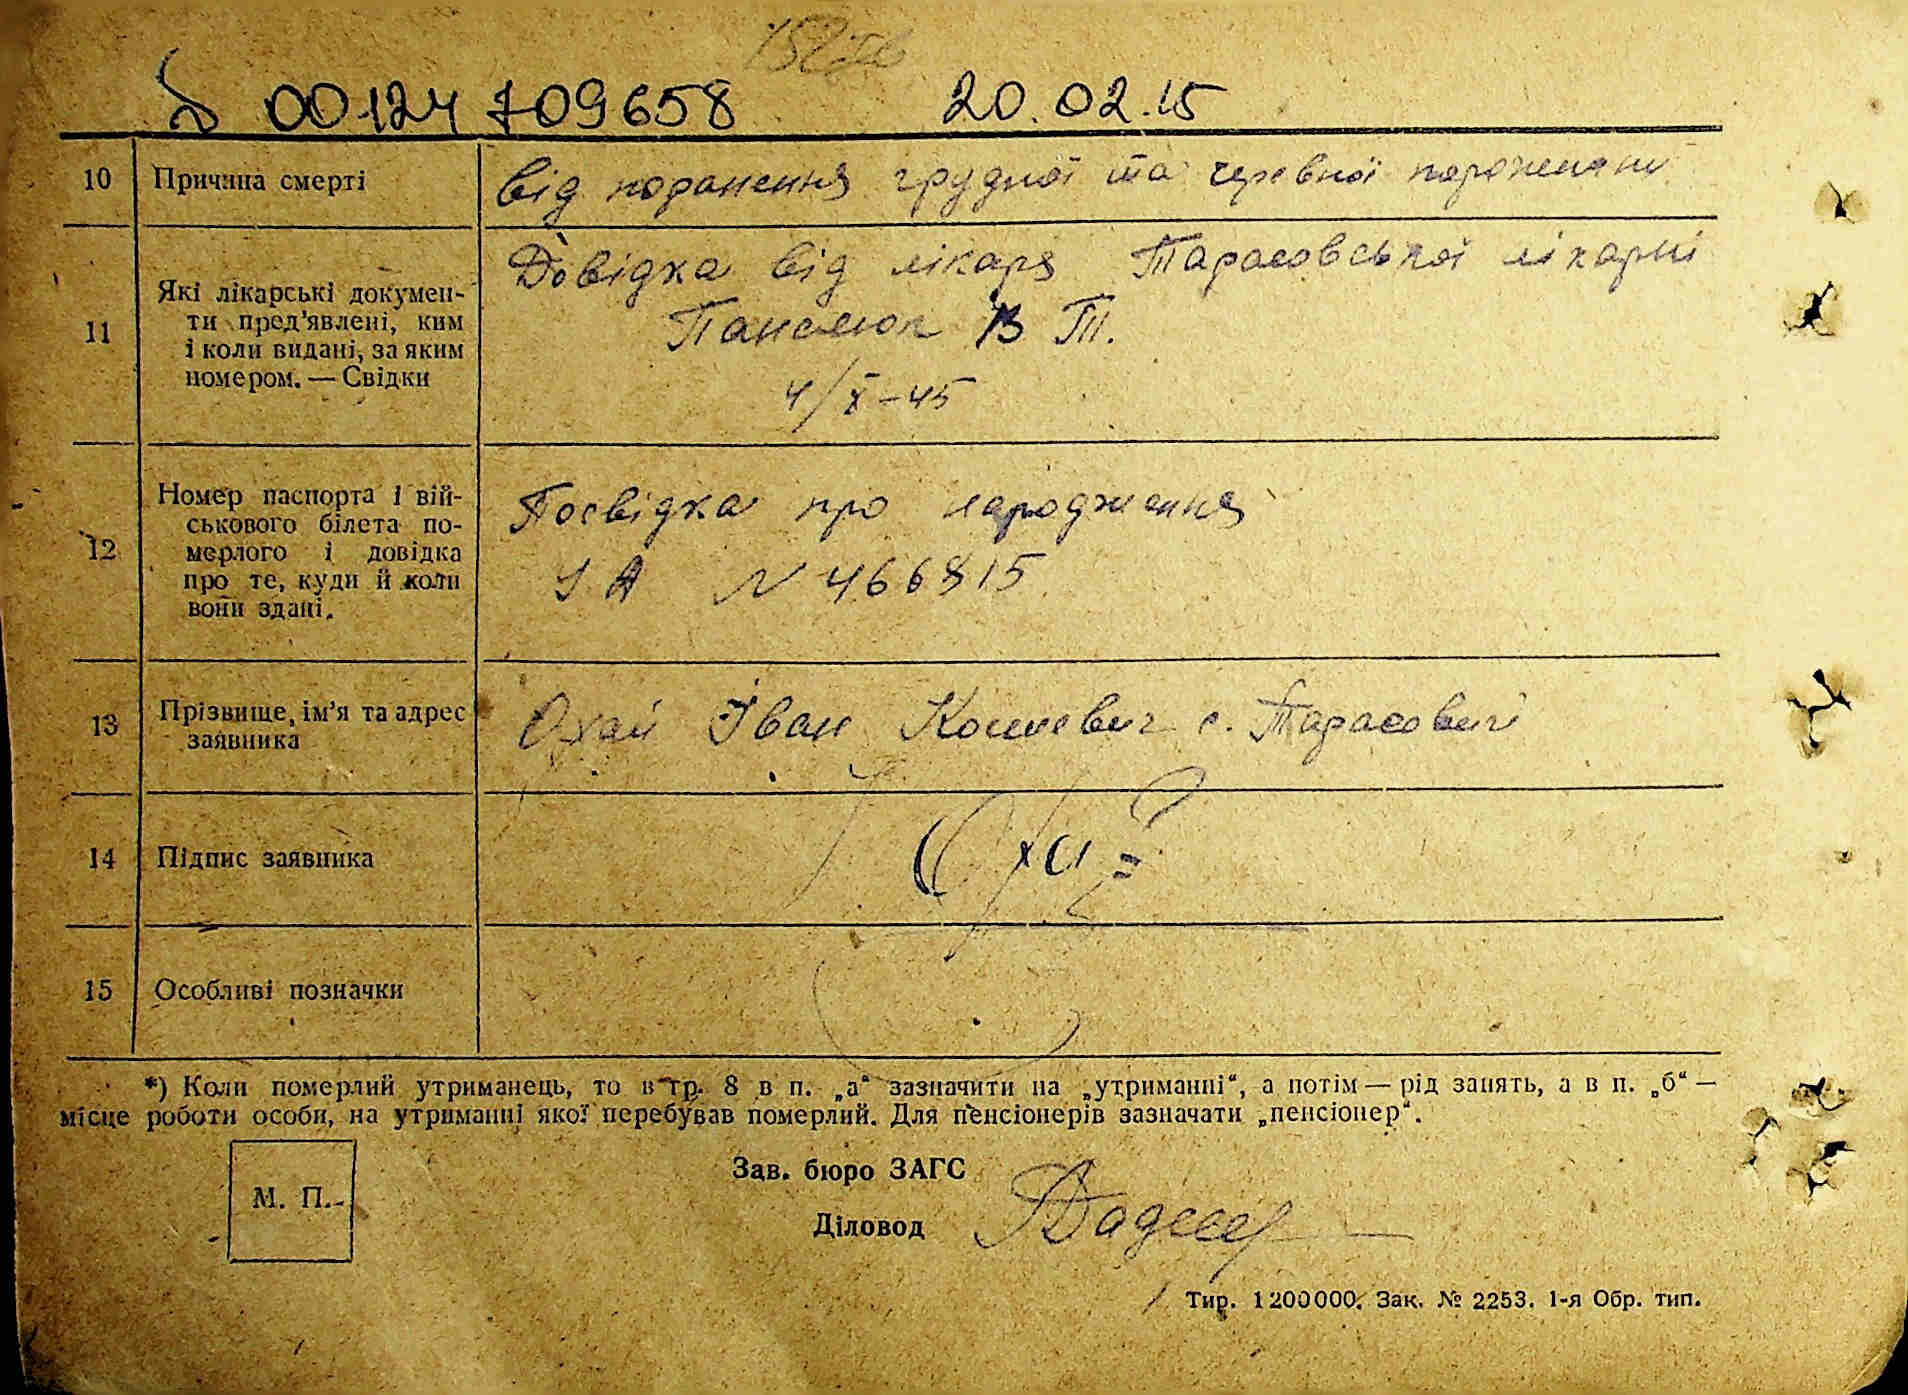 00124709658 20.02.15
10 Причина смерті
від поранення грудної та черевної порожнини
11 Які лікарські докумен-
ти пред'явлені, ким
і коли видані, за яким
номером. — Свідки
Довідка від лікаря Тарасовської лікарні
В Т.
4/X-45
12 Номер паспорта і вій-
ськового білета по-
мерлого і довідка
про те, куди й коли
вони здані.
Посвідка про народження
N 466815
13 Прізвище, ім'я та адрес
заявника
Охай Іван с. Тарасовичі
14 Підпис заявника
15 Особливі позначки
*) Коли померлий утриманець, то в гр. 8 в п. „а“ зазначити на „утриманні“, а потім — рід занять, а в п. „б“ —
місце роботи особи, на утриманні якої перебував померлий. Для пенсіонерів зазначати „пенсіонер“.
Зав. бюро ЗАГС
М. П.
Діловод
Тир. 1200000. Зак. № 2253. 1-я Обр. тип.